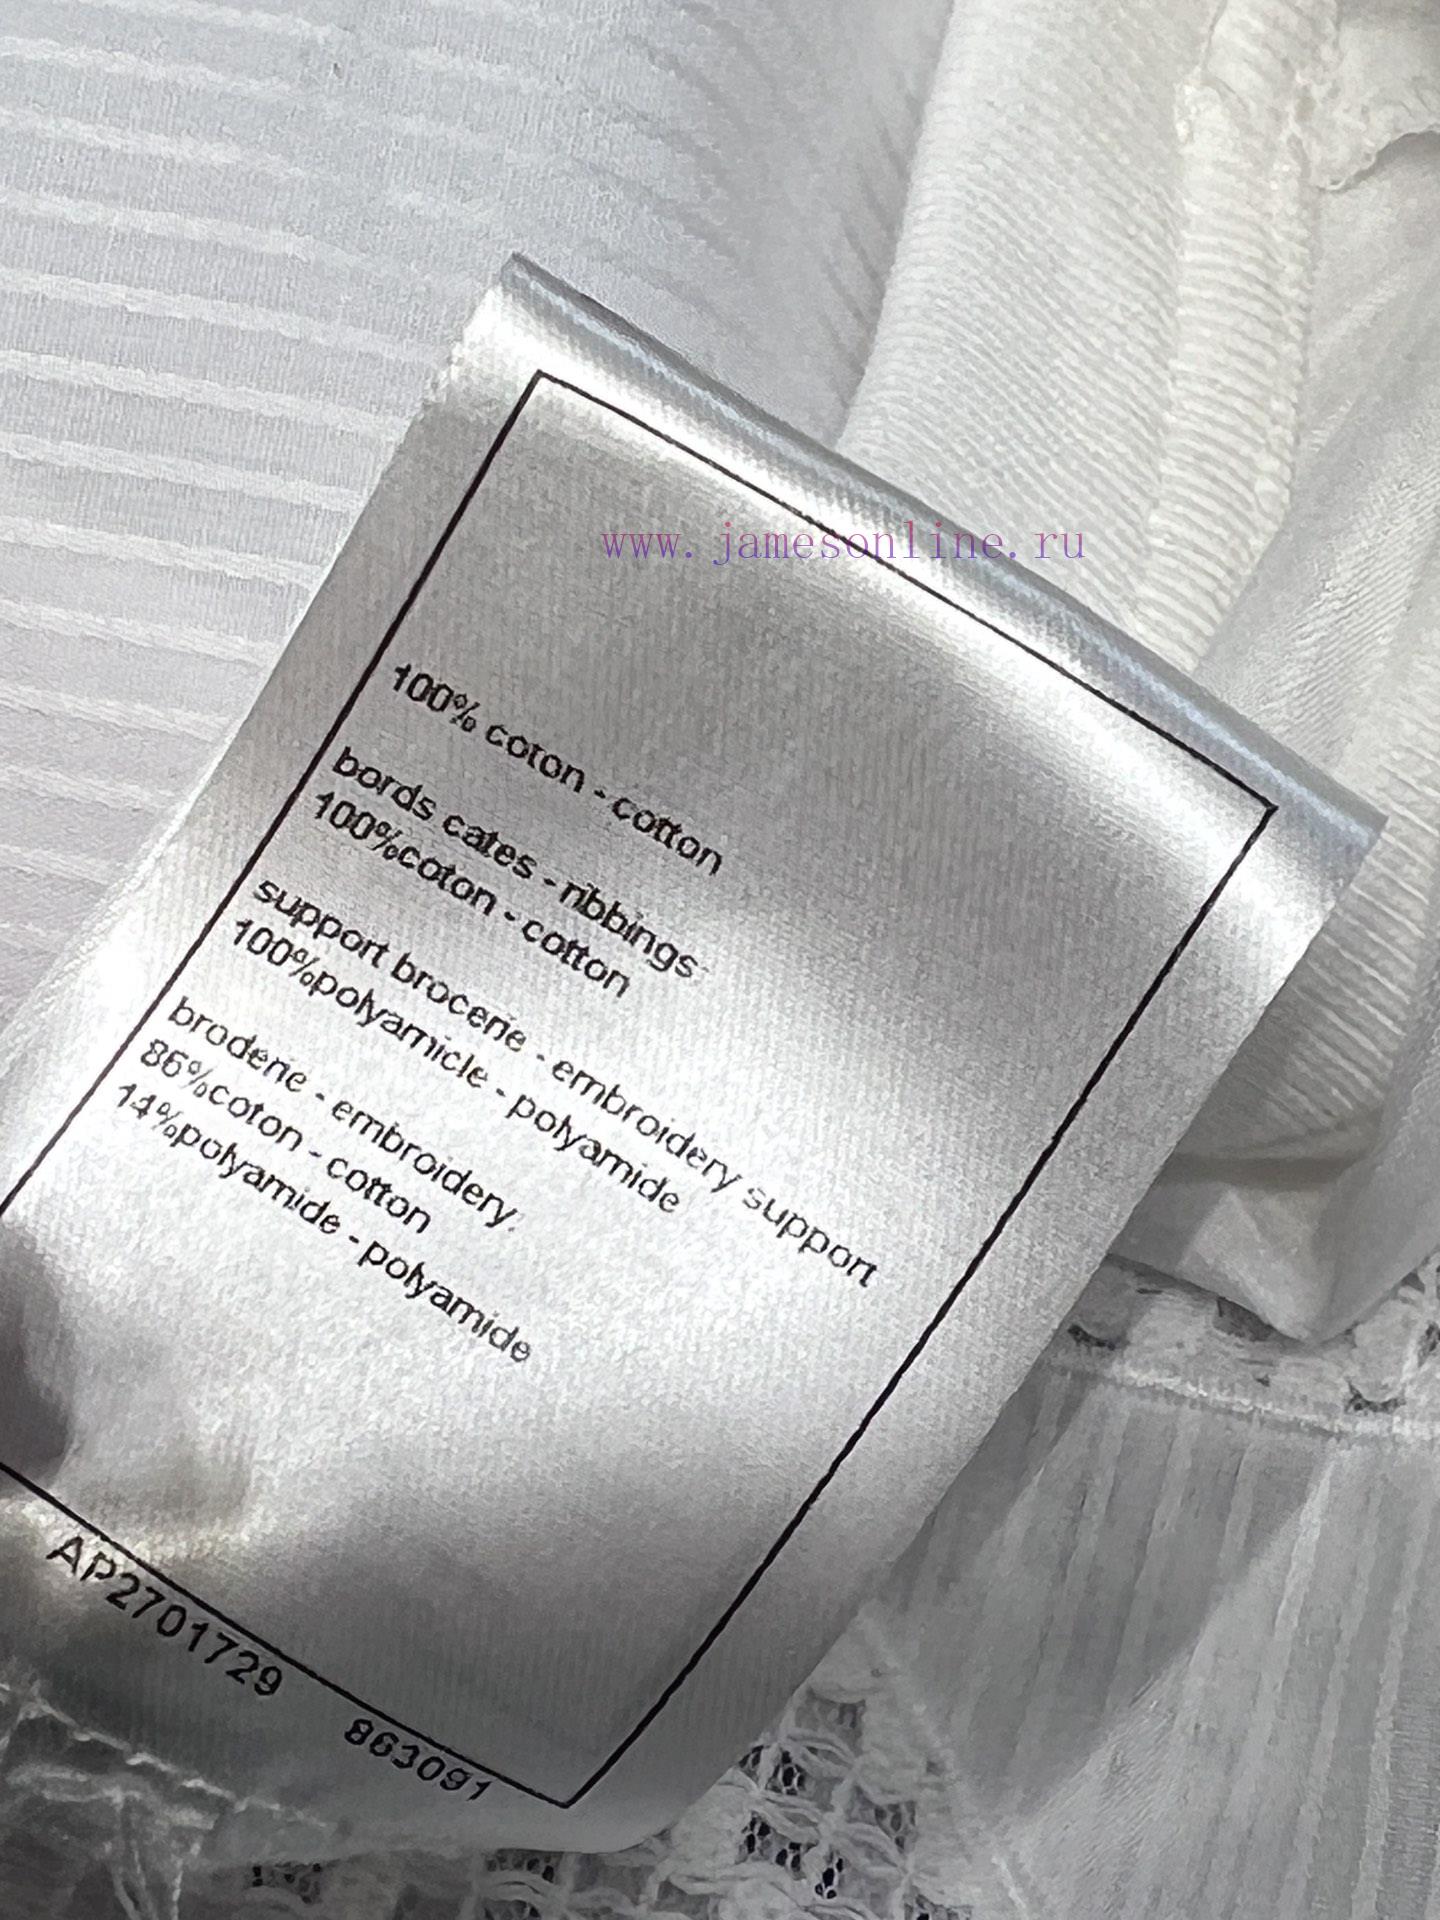 www.jamesonline.ru
100% coton - cotton
bords cates - ribbings
100%coton - cotton
support brocerie - embroidery support
100%polyamicle - polyamide
broderie - embroidery:
86%coton - cotton
14%polyamide - polyamide
AP2701729
863091